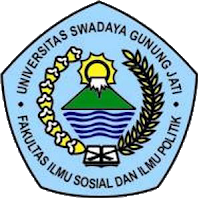 UNIVERSITAS SWADAYA GUNUNG JATI
FAKULTAS ILMU SOSIAL DAN ILMU POLITIK